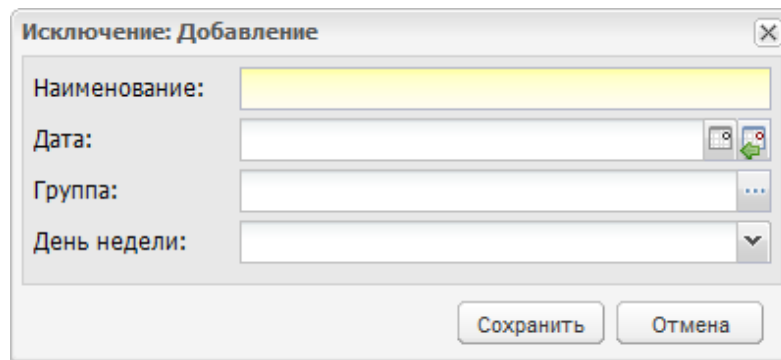 Исключение: Добавление
Наименование:
Дата:
Группа:
День недели:
Сохранить Отмена